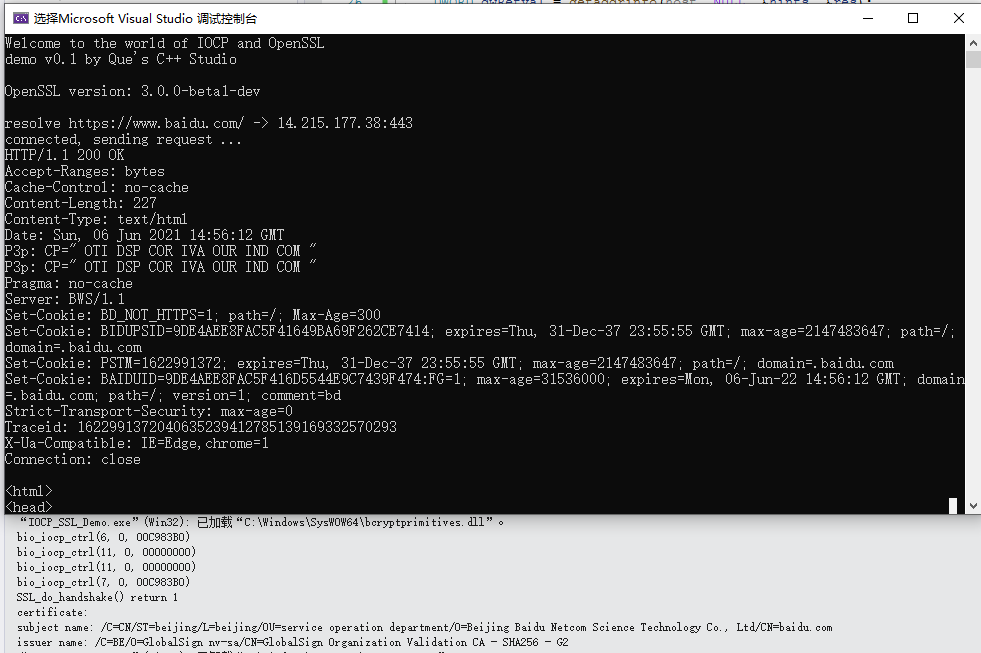 DWORD dwRetVal = getaddrinfo(host, NULL, &hints, &res);
选择Microsoft Visual Studio 调试控制台
Welcome to the world of IOCP and OpenSSL
demo v0.1 by Que's C++ Studio
OpenSSL version: 3.0.0-beta1-dev
resolve https://www.baidu.com/ -> 14.215.177.38:443
connected, sending request ...
HTTP/1.1 200 OK
Accept-Ranges: bytes
Cache-Control: no-cache
Content-Length: 227
Content-Type: text/html
Date: Sun, 06 Jun 2021 14:56:12 GMT
P3p: CP=" OTI DSP COR IVA OUR IND COM "
P3p: CP=" OTI DSP COR IVA OUR IND COM "
Pragma: no-cache
Server: BWS/1.1
Set-Cookie: BD_NOT_HTTPS=1; path=/; Max-Age=300
Set-Cookie: BIDUPSID=9DE4AEE8FAC5F41649BA69F262CE7414; expires=Thu, 31-Dec-37 23:55:55 GMT; max-age=2147483647; path=/;
domain=.baidu.com
Set-Cookie: PSTM=1622991372; expires=Thu, 31-Dec-37 23:55:55 GMT; max-age=2147483647; path=/; domain=.baidu.com
Set-Cookie: BAIDUID=9DE4AEE8FAC5F416D5544E9C7439F474:FG=1; max-age=31536000; expires=Mon, 06-Jun-22 14:56:12 GMT; domain
=.baidu.com; path=/; version=1; comment=bd
Strict-Transport-Security: max-age=0
Traceid: 1622991372040635239412785139169332570293
X-Ua-Compatible: IE=Edge,chrome=1
Connection: close
<html>
<head>
“IOCP_SSL_Demo.exe”(Win32): 已加载“C:\Windows\SysWOW64\bcryptprimitives.dll”。
bio_iocp_ctrl(6, 0, 00C983B0)
bio_iocp_ctrl(11, 0, 00000000)
bio_iocp_ctrl(11, 0, 00000000)
bio_iocp_ctrl(7, 0, 00C983B0)
SSL_do_handshake() return 1
certificate:
subject name: /C=CN/ST=beijing/L=beijing/OU=service operation department/O=Beijing Baidu Netcom Science Technology Co., Ltd/CN=baidu.com
issuer name: /C=BE/O=GlobalSign nv-sa/CN=GlobalSign Organization Validation CA - SHA256 - G2